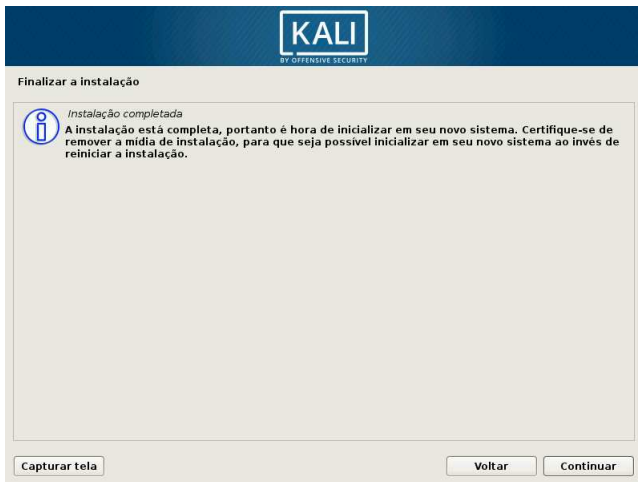 KALI
BY OFFENSIVE SECURITY
Finalizar a instalação
Instalação completada
A instalação está completa, portanto é hora de inicializar em seu novo sistema. Certifique-se de
remover a mídia de instalação, para que seja possível inicializar em seu novo sistema ao invés de
reiniciar a instalação.
Capturar tela
Voltar
Continuar